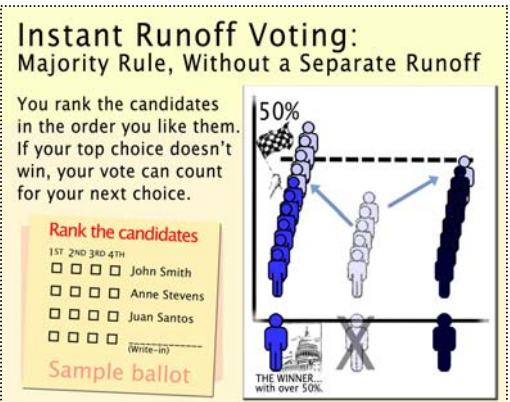 Instant Runoff Voting:
Majority Rule, Without a Separate Runoff
You rank the candidates
in the order you like them.
If your top choice doesn't
win, your vote can count
for your next choice.
Rank the candidates
1ST 2ND 3RD 4TH
John Smith
Anne Stevens
Juan Santos
(Write-in)
Sample ballot
50%
X
THE WINNER...
with over 50%.